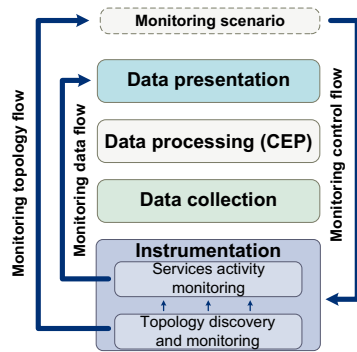 Monitoring scenario
Monitoring topology flow
Monitoring data flow
Data presentation
Data processing (CEP)
Data collection
Monitoring control flow
Instrumentation
Services activity
monitoring
Topology discovery
and monitoring